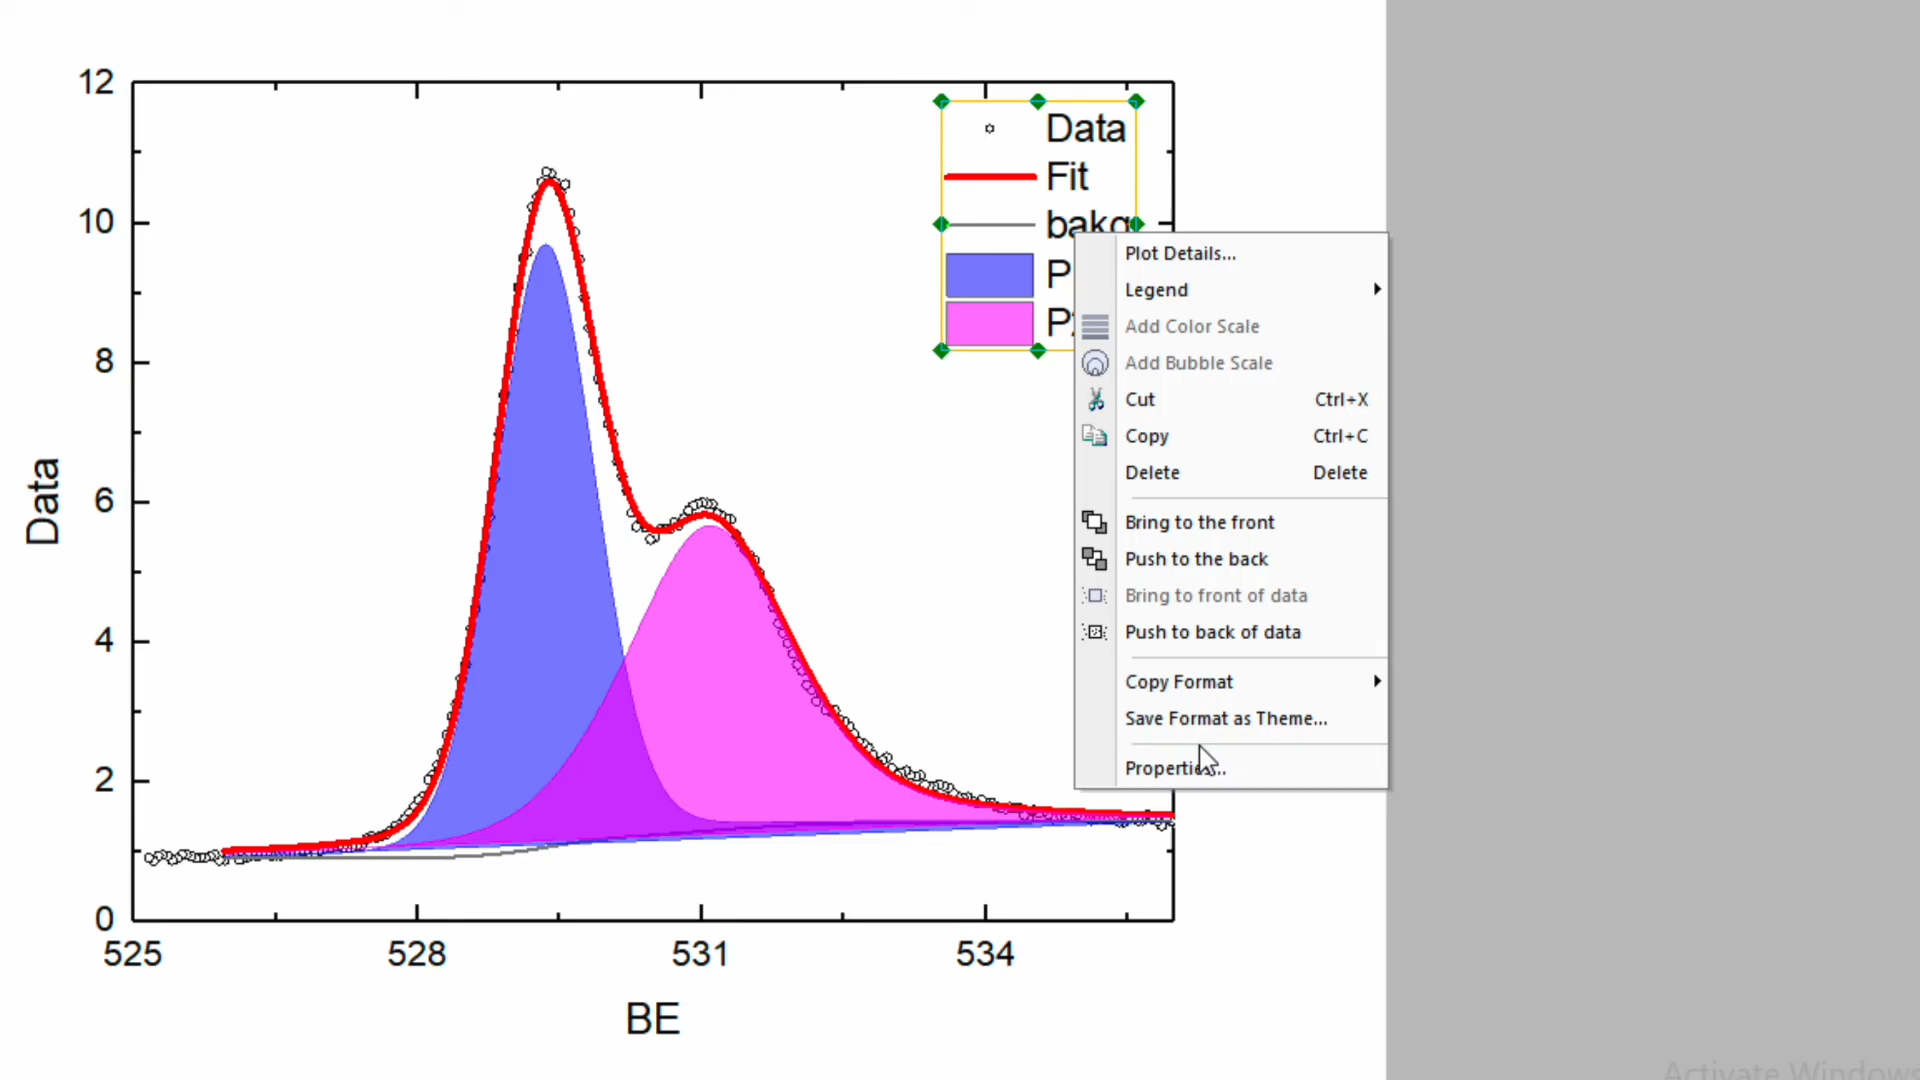 12
10
8
6
4
2
0
525
528
531
534
Data
BE
Data
Fit
P
Plot Details...
Legend
Add Color Scale
Add Bubble Scale
Cut Ctrl+X
Copy Ctrl+C
Delete Delete
Bring to the front
Push to the back
Bring to front of data
Push to back of data
Copy Format
Save Format as Theme...
Activate Windows